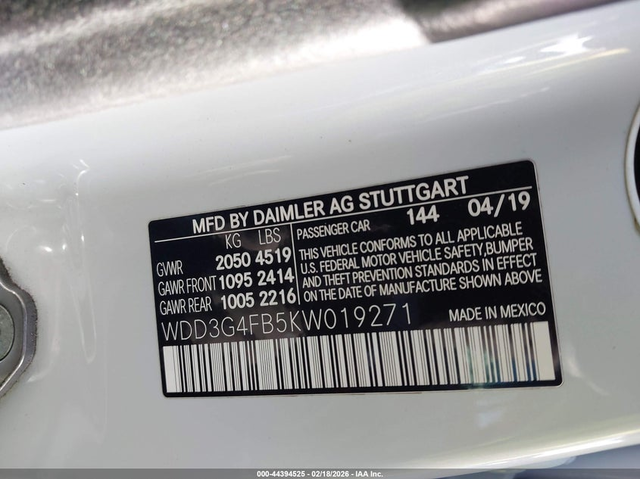 MFD BY DAIMLER AG STUTTGART
KG LBS PASSENGER CAR 144 04/19
GVWR 2050 4519
GAWR FRONT 1095 2414
GAWR REAR 1005 2216
THIS VEHICLE CONFORMS TO ALL APPLICABLE
U.S. FEDERAL MOTOR VEHICLE SAFETY, BUMPER
AND THEFT PREVENTION STANDARDS IN EFFECT
ON THE DATE OF MANUFACTURE SHOWN ABOVE
WDD3G4FB5KW019271 MADE IN MEXICO
000-44394525 - 02/18/2026 - IAA Inc.